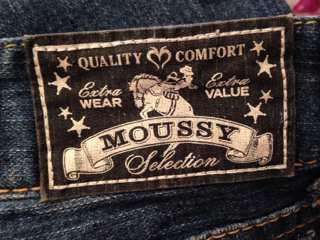 QUALITY COMFORT
Extra Extra
WEAR VALUE
MOUSSY
Selection